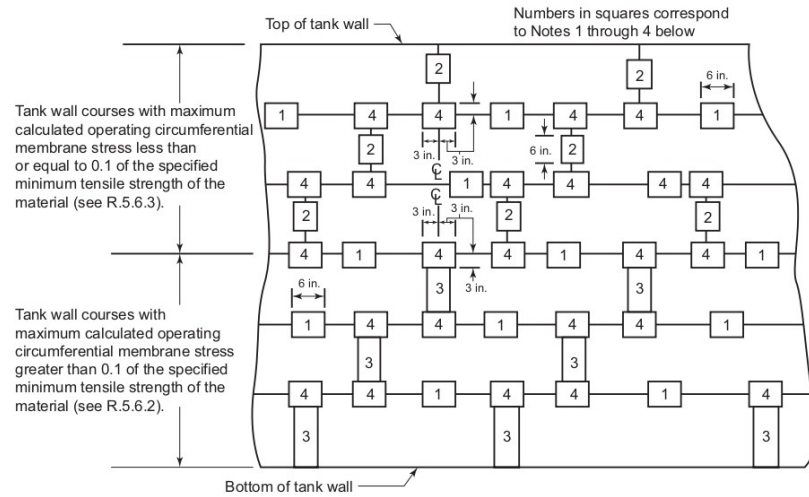 Top of tank wall
Numbers in squares correspond
to Notes 1 through 4 below
2
2
6 in.
1
4
4
1
4
4
1
Tank wall courses with maximum
calculated operating circumferential
membrane stress less than
or equal to 0.1 of the specified
minimum tensile strength of the
material (see R.5.6.3).
2
3 in.
3 in.
6 in.
2
℄
4
4
1
4
4
4
4
℄
2
3 in.
3 in.
2
2
4
1
4
4
1
4
4
1
3 in.
3
3
6 in.
Tank wall courses with
maximum calculated operating
circumferential membrane stress
greater than 0.1 of the specified
minimum tensile strength of the
material (see R.5.6.2).
1
4
4
1
4
4
1
3
3
4
4
1
4
4
1
4
3
3
3
Bottom of tank wall